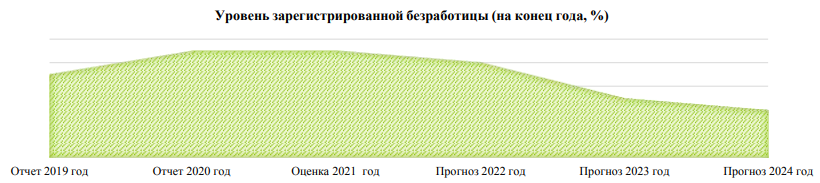 Уровень зарегистрированной безработицы (на конец года, %)
Отчет 2019 год Отчет 2020 год Оценка 2021 год Прогноз 2022 год Прогноз 2023 год Прогноз 2024 год